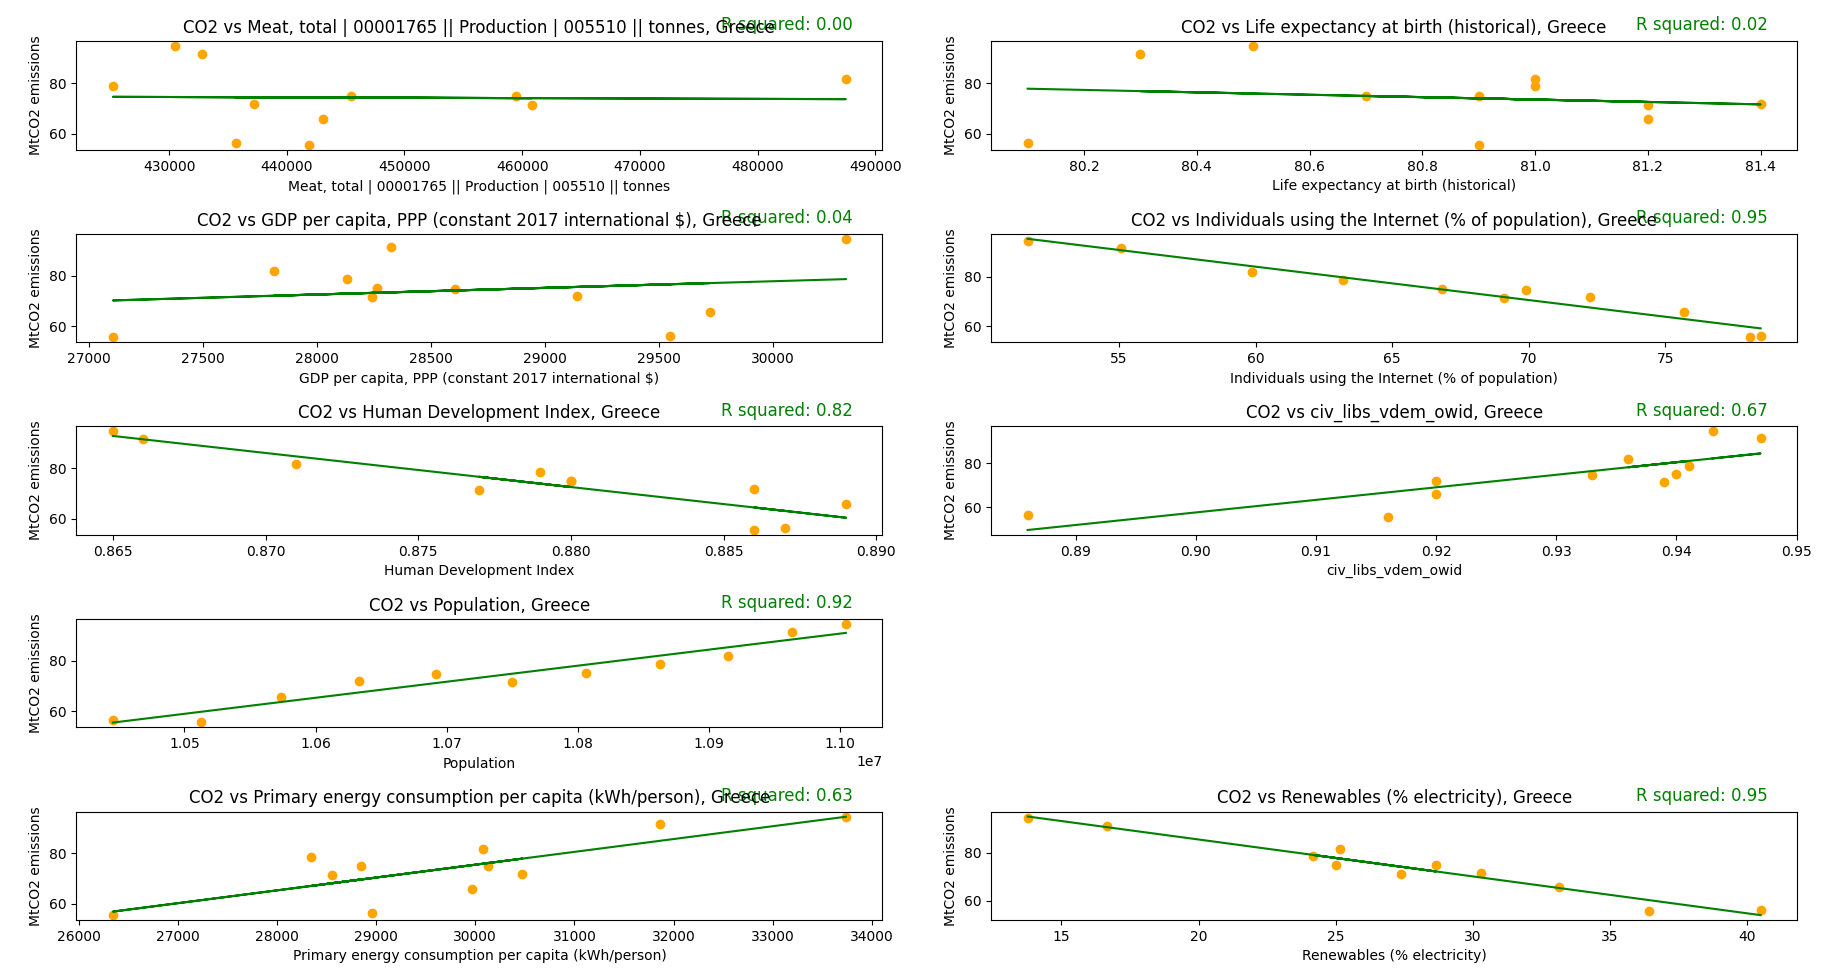 CO2 vs Meat, total | 00001765 || Production | 005510 || tonnes, Greece
R squared: 0.00
MtCO2 emissions
80
60
430000 440000 450000 460000 470000 480000 490000
Meat, total | 00001765 || Production | 005510 || tonnes
CO2 vs Life expectancy at birth (historical), Greece
R squared: 0.02
MtCO2 emissions
80
60
80.2 80.4 80.6 80.8 81.0 81.2 81.4
Life expectancy at birth (historical)
CO2 vs GDP per capita, PPP (constant 2017 international $), Greece
R squared: 0.04
MtCO2 emissions
80
60
27000 27500 28000 28500 29000 29500 30000
GDP per capita, PPP (constant 2017 international $)
CO2 vs Individuals using the Internet (% of population), Greece
R squared: 0.95
MtCO2 emissions
80
60
55 60 65 70 75
Individuals using the Internet (% of population)
CO2 vs Human Development Index, Greece
R squared: 0.82
MtCO2 emissions
80
60
0.865 0.870 0.875 0.880 0.885 0.890
Human Development Index
CO2 vs civ_libs_vdem_owid, Greece
R squared: 0.67
MtCO2 emissions
80
60
0.89 0.90 0.91 0.92 0.93 0.94 0.95
civ_libs_vdem_owid
CO2 vs Population, Greece
R squared: 0.92
MtCO2 emissions
80
60
1.05 1.06 1.07 1.08 1.09 1.10
1e7
Population
CO2 vs Primary energy consumption per capita (kWh/person), Greece
R squared: 0.63
MtCO2 emissions
80
60
26000 27000 28000 29000 30000 31000 32000 33000 34000
Primary energy consumption per capita (kWh/person)
CO2 vs Renewables (% electricity), Greece
R squared: 0.95
MtCO2 emissions
80
60
15 20 25 30 35 40
Renewables (% electricity)